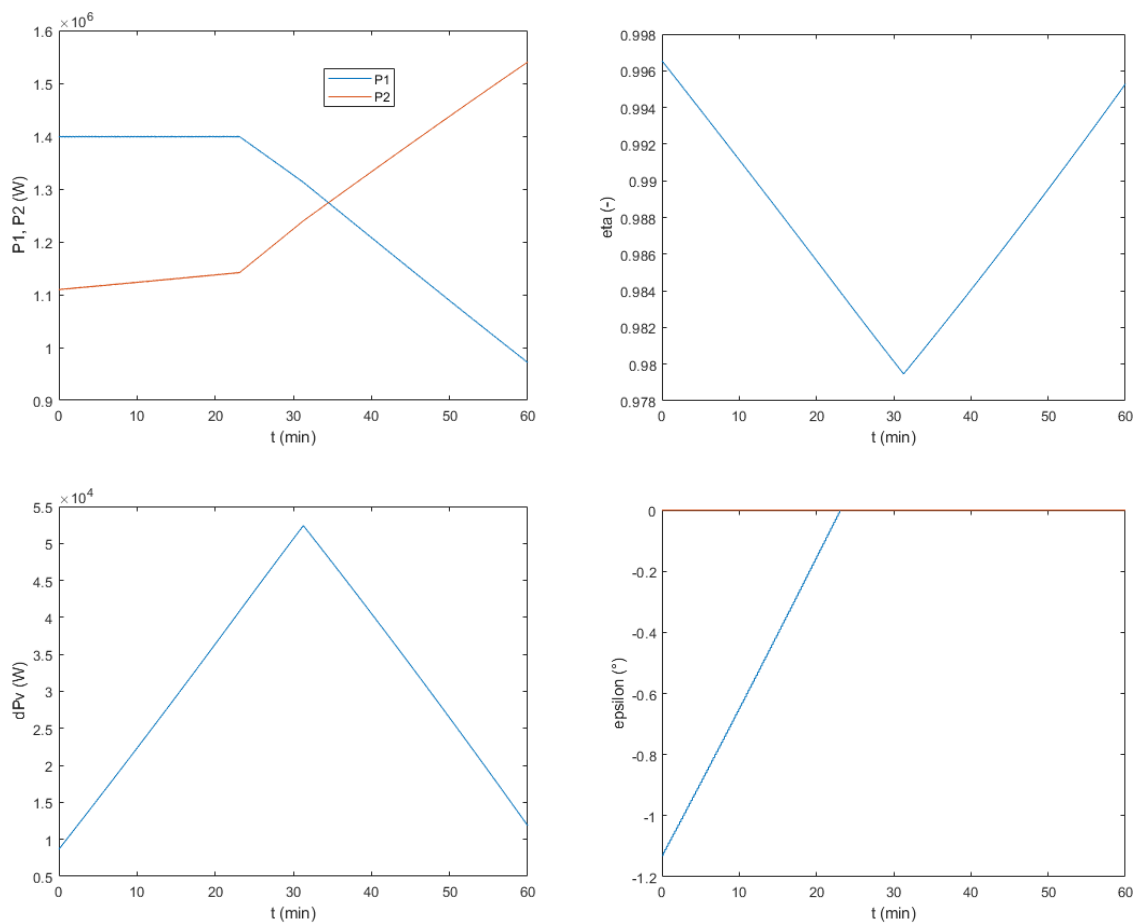 ×10⁶
1.6
1.5
1.4
1.3
1.2
1.1
1
0.9
P1, P2 (W)
P1
P2
0 10 20 30 40 50 60
t (min)
0.998
0.996
0.994
0.992
0.99
0.988
0.986
0.984
0.982
0.98
0.978
eta (-)
0 10 20 30 40 50 60
t (min)
×10⁴
5.5
5
4.5
4
3.5
3
2.5
2
1.5
1
0.5
dPv (W)
0 10 20 30 40 50 60
t (min)
0
-0.2
-0.4
-0.6
-0.8
-1
-1.2
epsilon (°)
0 10 20 30 40 50 60
t (min)